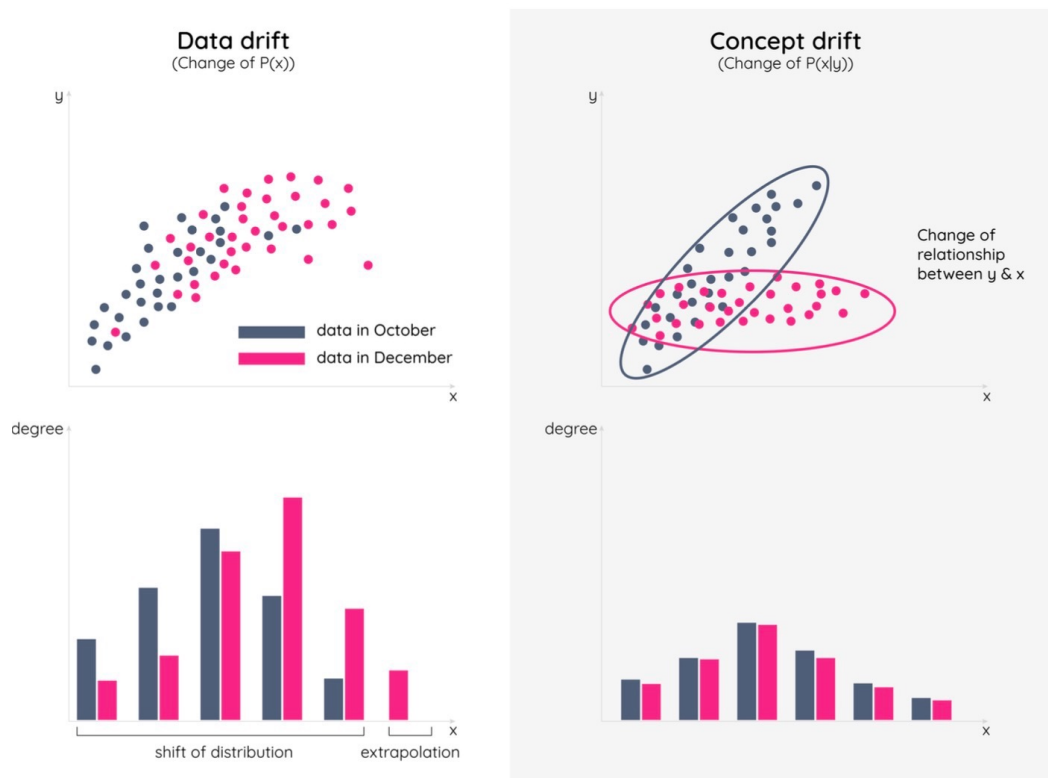 Data drift
(Change of P(x))
y
data in October
data in December
x
degree
x
shift of distribution
extrapolation
Concept drift
(Change of P(x|y))
y
Change of
relationship
between y & x
x
degree
x